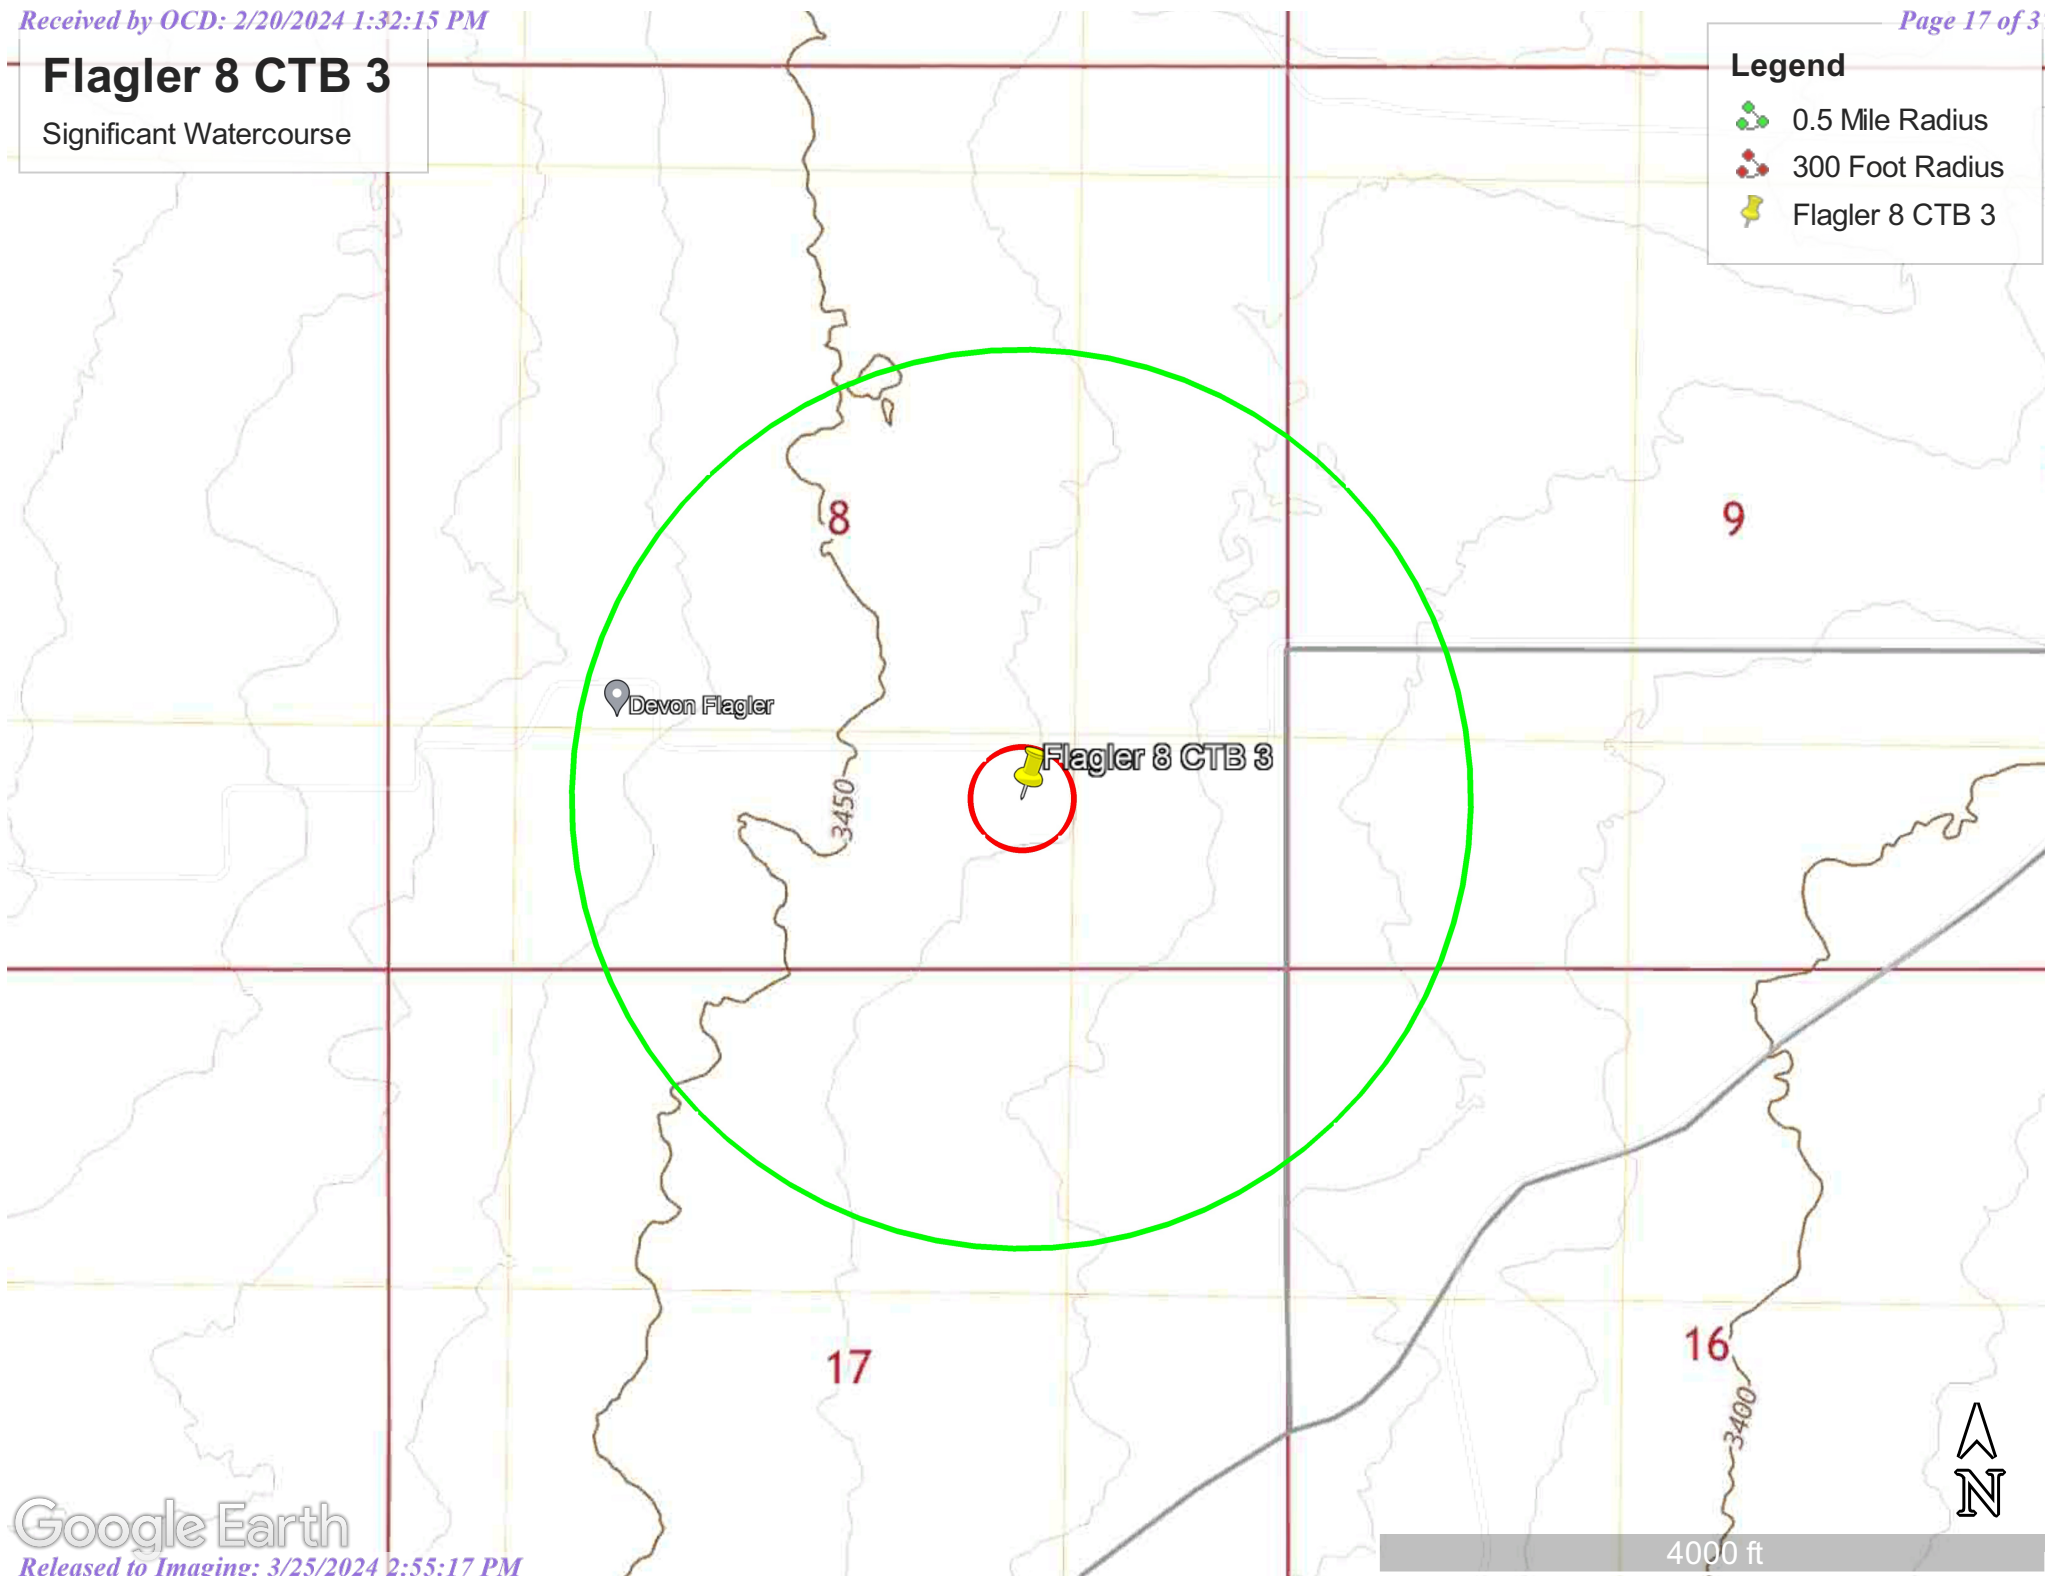 Received by OCD: 2/20/2024 1:32:15 PM
Page 17 of 3
Flagler 8 CTB 3
Significant Watercourse
Legend
0.5 Mile Radius
300 Foot Radius
Flagler 8 CTB 3
8
9
Devon Flagler
Flagler 8 CTB 3
3450
17
16
3400
N
Google Earth
4000 ft
Released to Imaging: 3/25/2024 2:55:17 PM